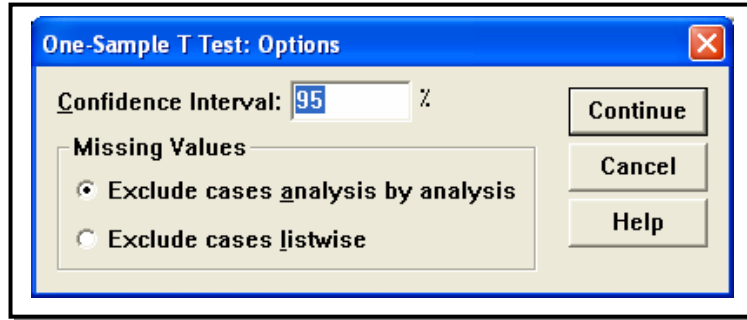 One-Sample T Test: Options
Confidence Interval: 95 %
Continue
Missing Values
Cancel
Exclude cases analysis by analysis
Help
Exclude cases listwise